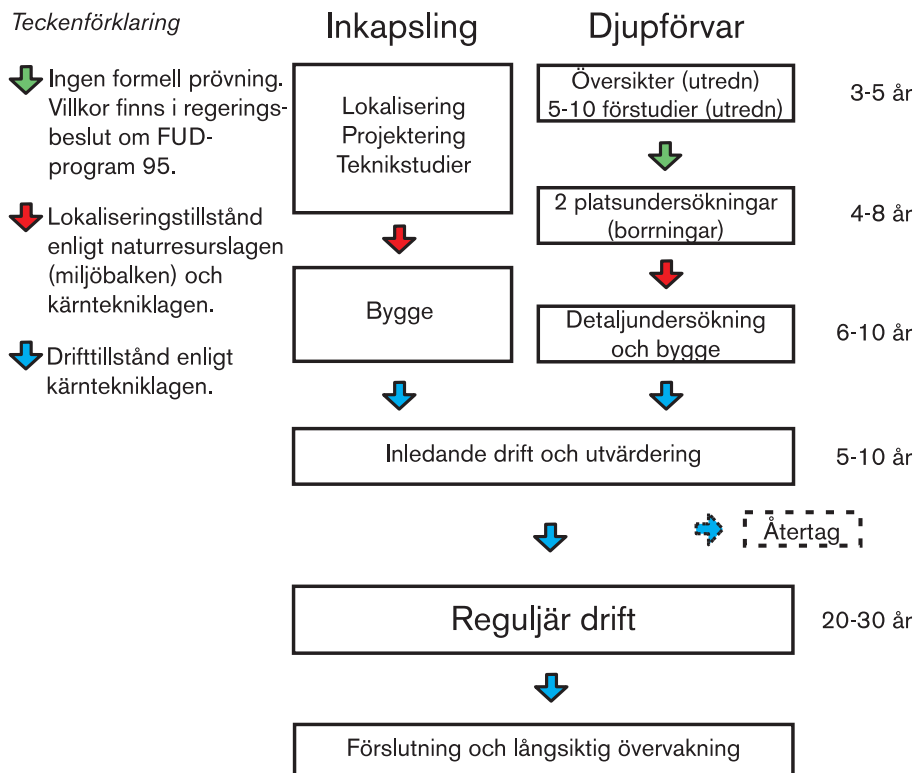 Teckenförklaring
Ingen formell prövning.
Villkor finns i regerings-
beslut om FUD-
program 95.
Lokaliseringstillstånd
enligt naturresurslagen
(miljöbalken) och
kärntekniklagen.
Drifttillstånd enligt
kärntekniklagen.
Inkapsling
Djupförvar
Lokalisering
Projektering
Teknikstudier
Översikter (utredn)
5-10 förstudier (utredn)
3-5 år
2 platsundersökningar
(borrningar)
4-8 år
Bygge
Detaljundersökning
och bygge
6-10 år
Inledande drift och utvärdering
5-10 år
Återtag
Reguljär drift
20-30 år
Förslutning och långsiktig övervakning